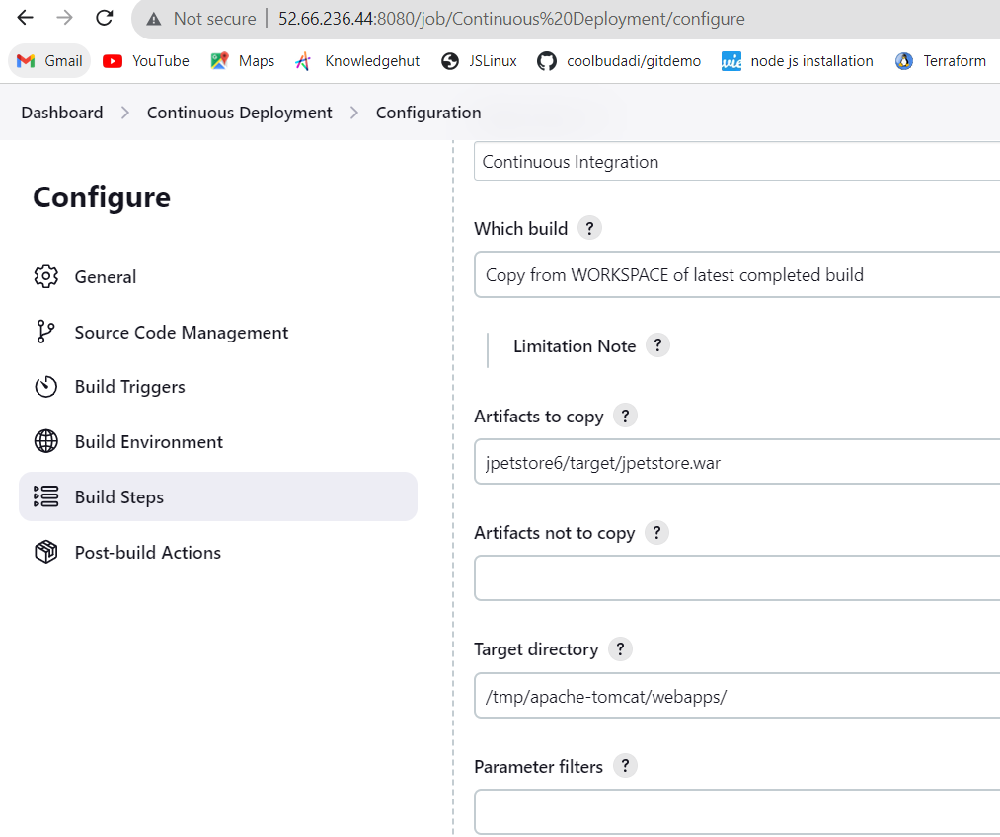 Not secure | 52.66.236.44:8080/job/Continuous%20Deployment/configure
Gmail YouTube Maps Knowledgehut JSLinux coolbudadi/gitdemo node js installation Terraform
Dashboard > Continuous Deployment > Configuration
Configure
General
Source Code Management
Build Triggers
Build Environment
Build Steps
Post-build Actions
Continuous Integration
Which build ?
Copy from WORKSPACE of latest completed build
Limitation Note ?
Artifacts to copy ?
jpetstore6/target/jpetstore.war
Artifacts not to copy ?
Target directory ?
/tmp/apache-tomcat/webapps/
Parameter filters ?